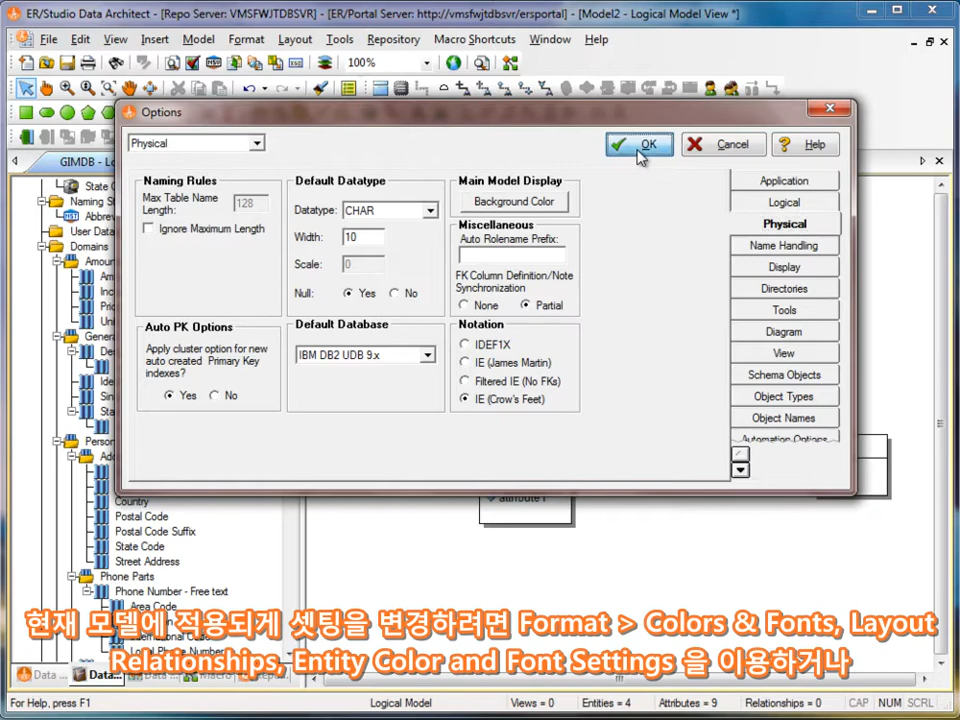 ER/Studio Data Architect - [Repo Server: VMSFWJTDBSVR] - [ER/Portal Server: http://vmsfwjtdbsvr/ersportal] - [Model2 - Logical Model View *]
File Edit View Insert Model Format Layout Tools Repository Macro Shortcuts Window Help
100%
Options
Physical
OK
Cancel
Help
GIMDB - Lo
State C
Naming St
Abbrev
User Data
Domains
Amour
Am
Inc
Pri
Uni
Genera
De
Ide
Sin
Sta
Person
Add
Country
Postal Code
Postal Code Suffix
State Code
Street Address
Phone Parts
Phone Number - Free text
Area Code
Naming Rules
Max Table Name Length:
128
Ignore Maximum Length
Auto PK Options
Apply cluster option for new auto created Primary Key indexes?
Yes No
Default Datatype
Datatype: CHAR
Width: 10
Scale: 0
Null: Yes No
Default Database
IBM DB2 UDB 9.x
Main Model Display
Background Color
Miscellaneous
Auto Rolename Prefix:
FK Column Definition/Note Synchronization
None Partial
Notation
IDEF1X
IE (James Martin)
Filtered IE (No FKs)
IE (Crow's Feet)
Application
Logical
Physical
Name Handling
Display
Directories
Tools
Diagram
View
Schema Objects
Object Types
Object Names
Automation Options
attribute1
현재 모델에 적용되게 셋팅을 변경하려면 Format > Colors & Fonts, Layout
Relationships, Entity Color and Font Settings 을 이용하거나
Data ... Data... Macro
For Help, press F1
Logical Model
Views = 0
Entities = 4
Attributes = 9
Relationships = 0
CAP NUM SCRL